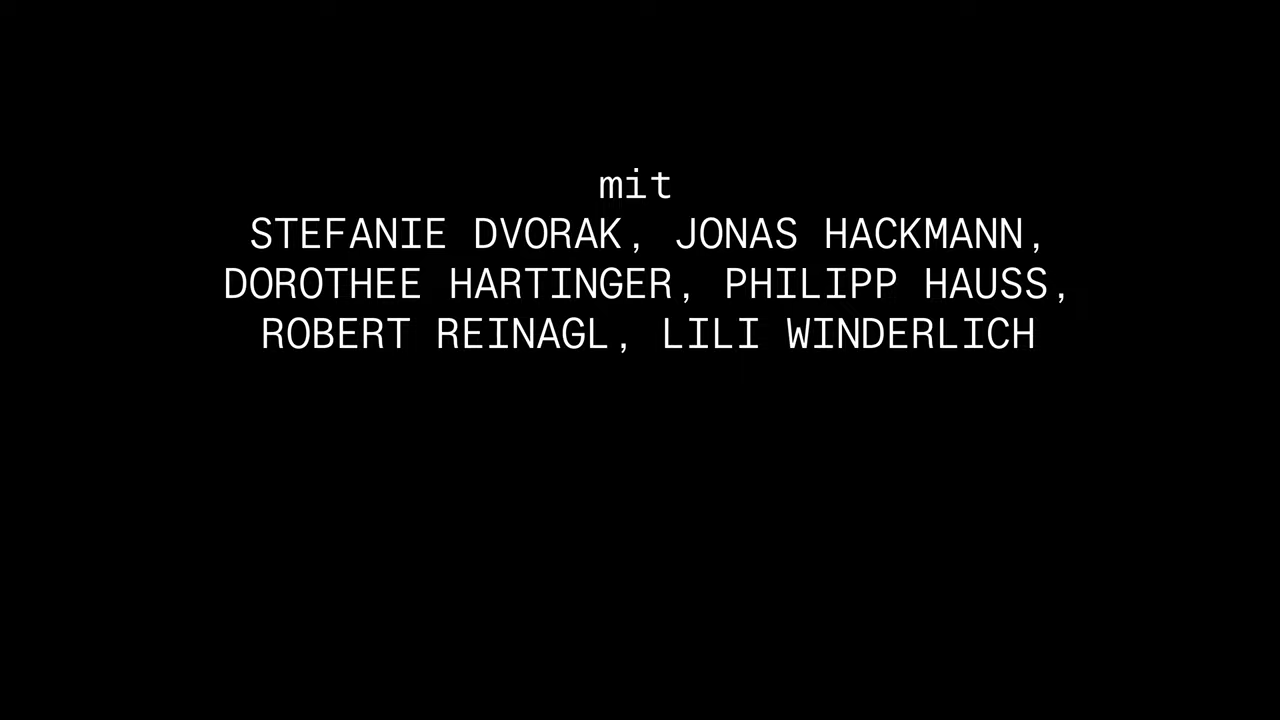 mit
STEFANIE DVORAK, JONAS HACKMANN,
DOROTHEE HARTINGER, PHILIPP HAUSS,
ROBERT REINAGL, LILI WINDERLICH